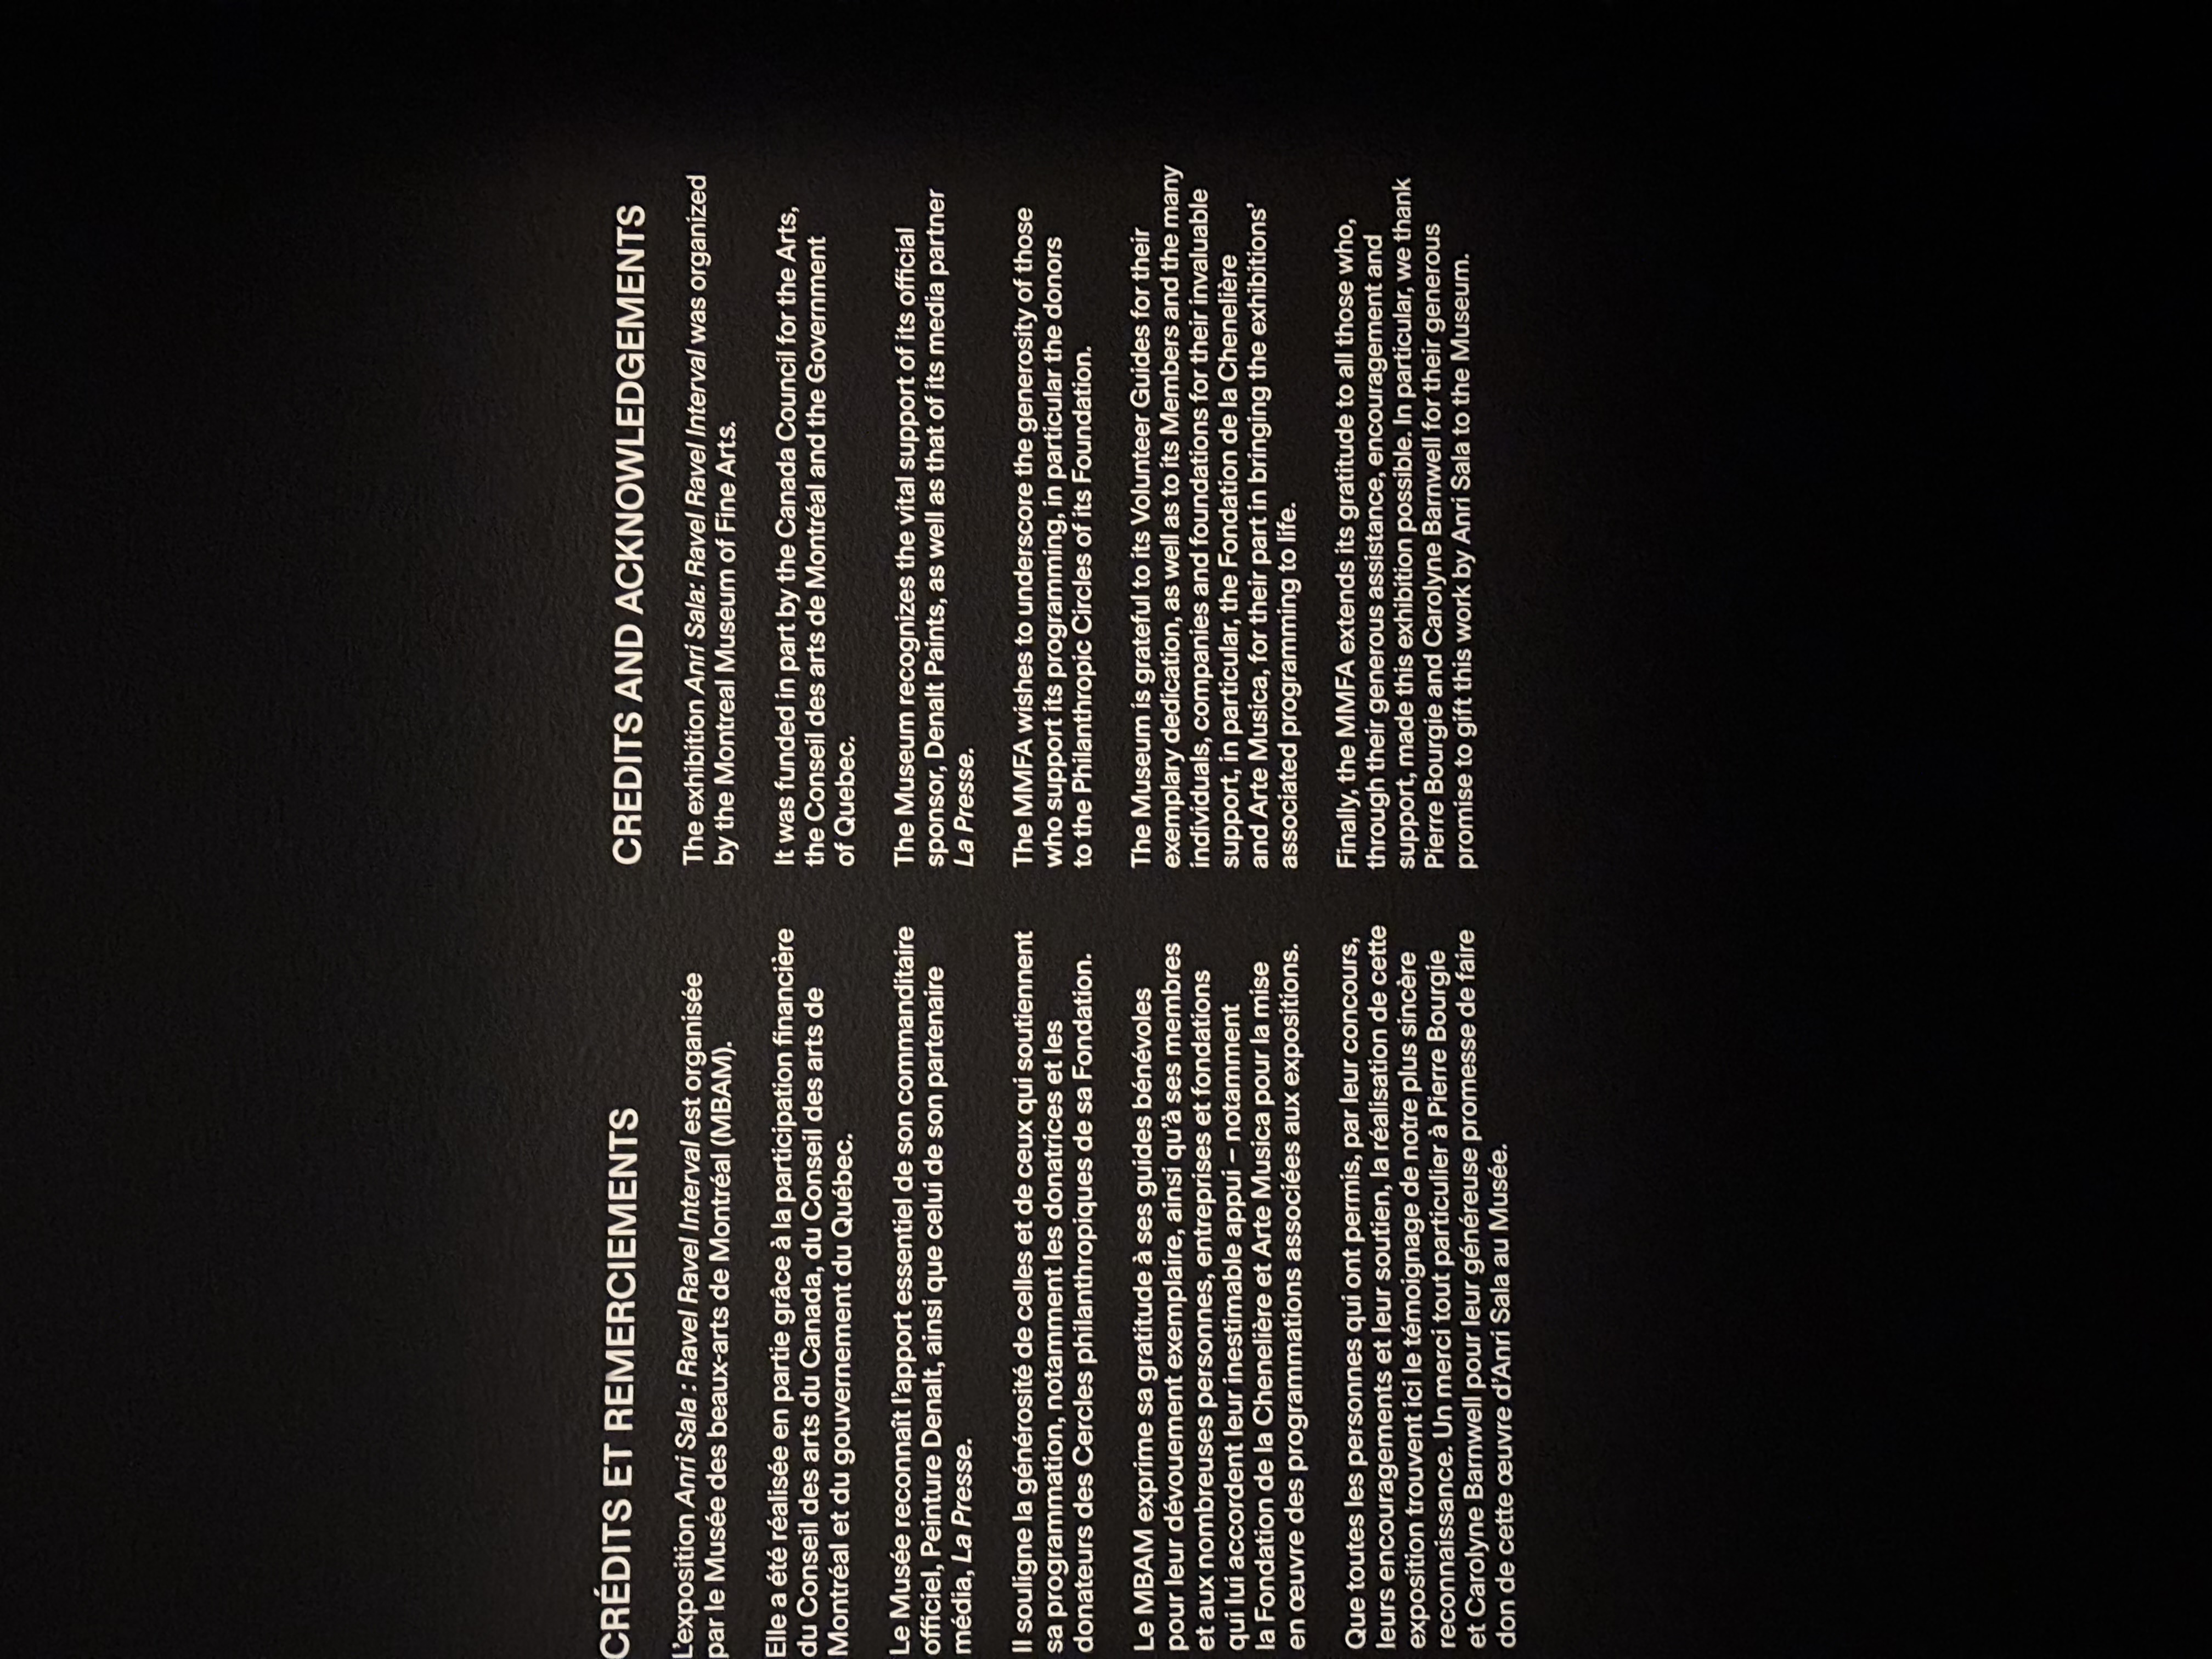 CRÉDITS ET REMERCIEMENTS
L'exposition Anri Sala : Ravel Ravel Interval est organisée
par le Musée des beaux-arts de Montréal (MBAM).
Elle a été réalisée en partie grâce à la participation financière
du Conseil des arts du Canada, du Conseil des arts de
Montréal et du gouvernement du Québec.
Le Musée reconnaît l'apport essentiel de son commanditaire
officiel, Peinture Denalt, ainsi que celui de son partenaire
média, La Presse.
Il souligne la générosité de celles et de ceux qui soutiennent
sa programmation, notamment les donatrices et les
donateurs des Cercles philanthropiques de sa Fondation.
Le MBAM exprime sa gratitude à ses guides bénévoles
pour leur dévouement exemplaire, ainsi qu'à ses membres
et aux nombreuses personnes, entreprises et fondations
qui lui accordent leur inestimable appui – notamment
la Fondation de la Chenelière et Arte Musica pour la mise
en œuvre des programmations associées aux expositions.
Que toutes les personnes qui ont permis, par leur concours,
leurs encouragements et leur soutien, la réalisation de cette
exposition trouvent ici le témoignage de notre plus sincère
reconnaissance. Un merci tout particulier à Pierre Bourgie
et Carolyne Barnwell pour leur généreuse promesse de faire
don de cette œuvre d'Anri Sala au Musée.
CREDITS AND ACKNOWLEDGEMENTS
The exhibition Anri Sala: Ravel Ravel Interval was organized
by the Montreal Museum of Fine Arts.
It was funded in part by the Canada Council for the Arts,
the Conseil des arts de Montréal and the Government
of Quebec.
The Museum recognizes the vital support of its official
sponsor, Denalt Paints, as well as that of its media partner
La Presse.
The MMFA wishes to underscore the generosity of those
who support its programming, in particular the donors
to the Philanthropic Circles of its Foundation.
The Museum is grateful to its Volunteer Guides for their
exemplary dedication, as well as to its Members and the many
individuals, companies and foundations for their invaluable
support, in particular, the Fondation de la Chenelière
and Arte Musica, for their part in bringing the exhibitions'
associated programming to life.
Finally, the MMFA extends its gratitude to all those who,
through their generous assistance, encouragement and
support, made this exhibition possible. In particular, we thank
Pierre Bourgie and Carolyne Barnwell for their generous
promise to gift this work by Anri Sala to the Museum.